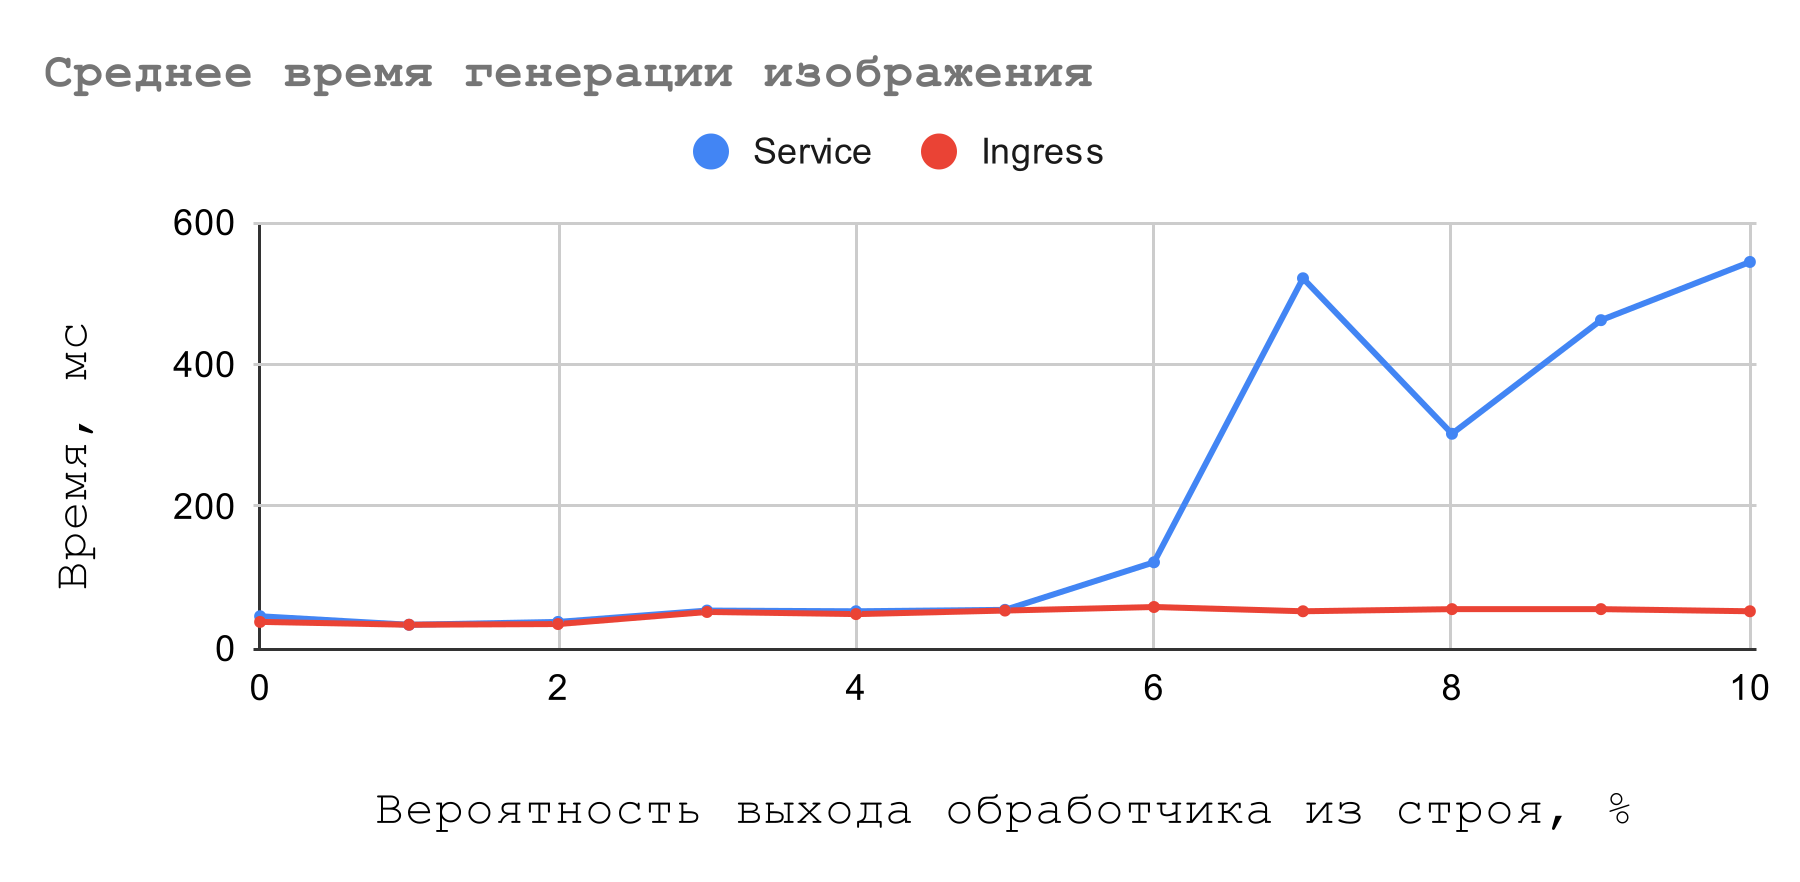 Среднее время генерации изображения
Service Ingress
Время, мс
600
400
200
0
0 2 4 6 8 10
Вероятность выхода обработчика из строя, %